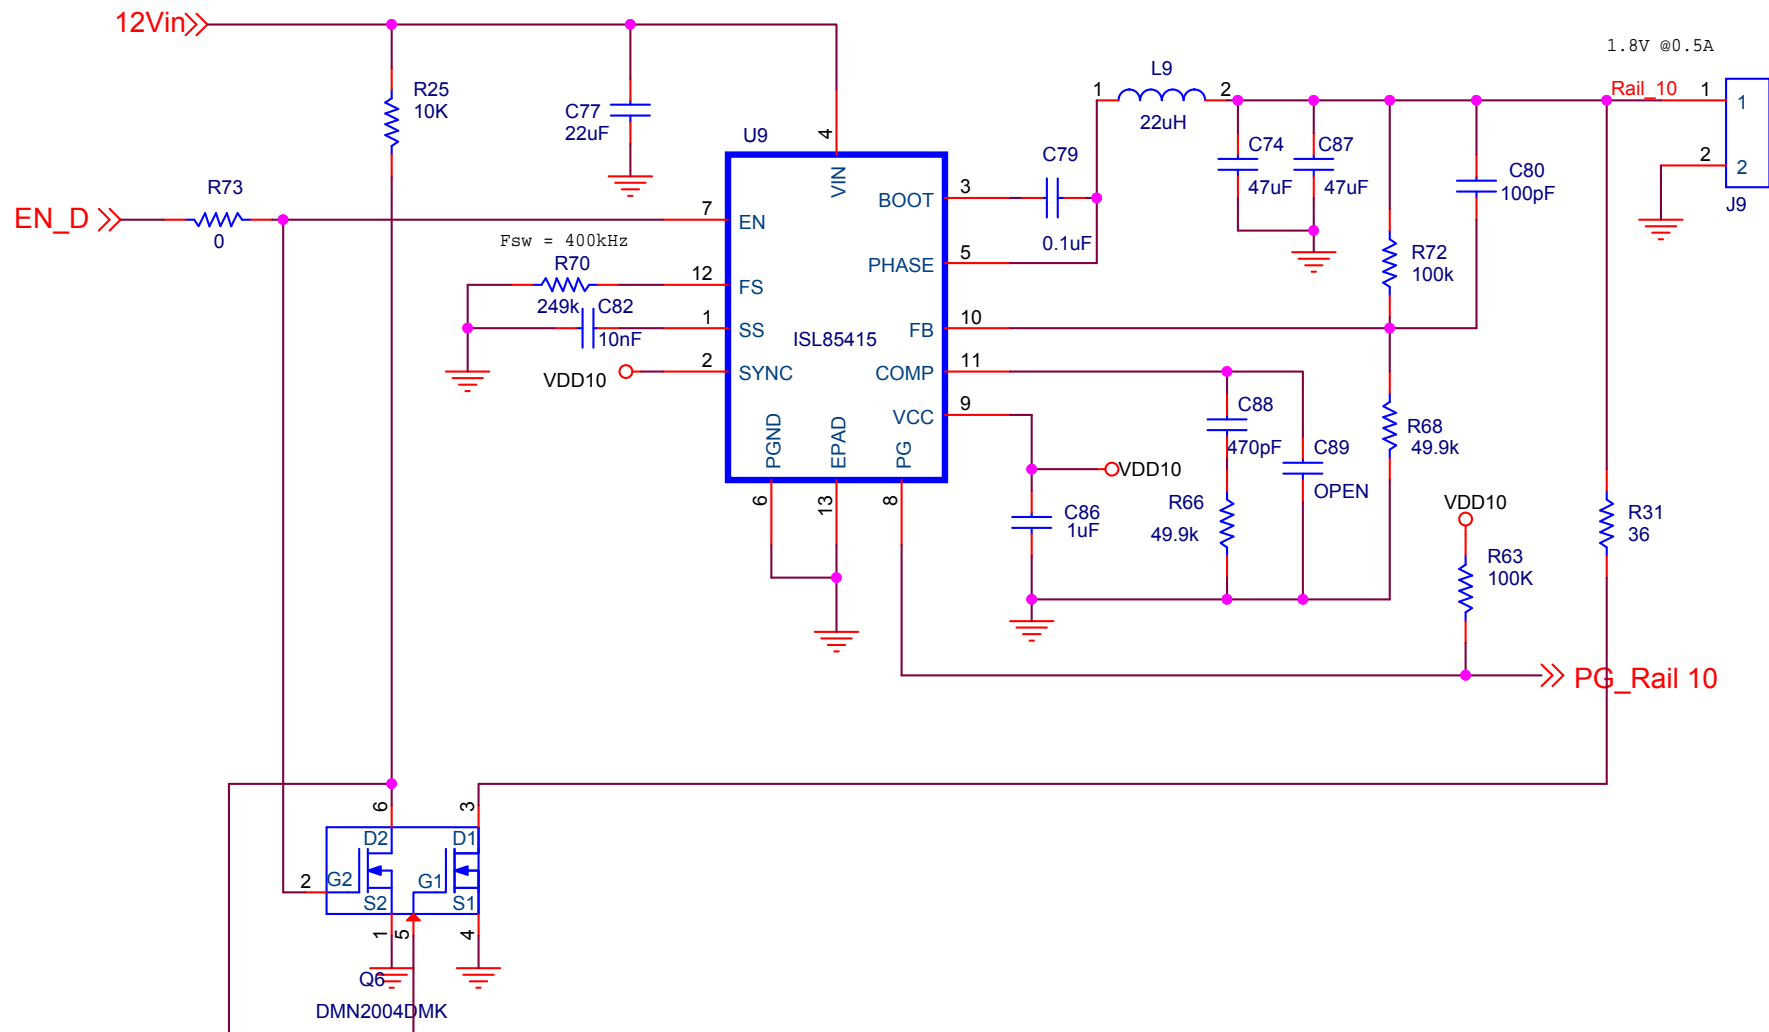 12Vin
1.8V @0.5A
L9
1
2
22uH
Rail_10
1
1
2
2
J9
R25
10K
C77
22uF
4
U9
VIN
C79
0.1uF
C74
47uF
C87
47uF
C80
100pF
R73
0
EN_D
7
EN
BOOT
3
PHASE
5
Fsw = 400kHz
R70
249k
12
FS
R72
100k
C82
10nF
1
SS
ISL85415
FB
10
VDD10
2
SYNC
COMP
11
VCC
9
PGND
EPAD
PG
6
13
8
VDD10
C88
470pF
C89
OPEN
R68
49.9k
C86
1uF
R66
49.9k
VDD10
R63
100K
R31
36
PG_Rail 10
6
3
D2
D1
2
G2
G1
S2
S1
1
5
4
Q6
DMN2004DMK